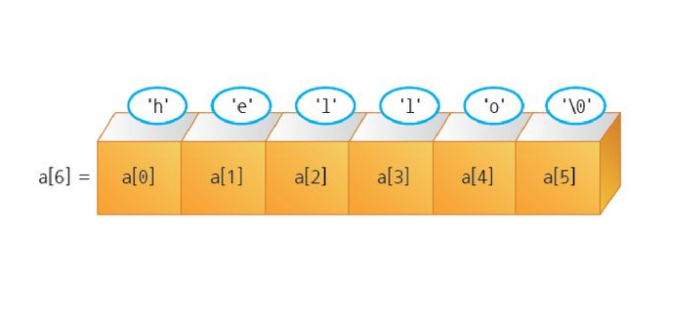 'h' 'e' 'l' 'l' 'o' '\0'
a[6] = a[0] a[1] a[2] a[3] a[4] a[5]